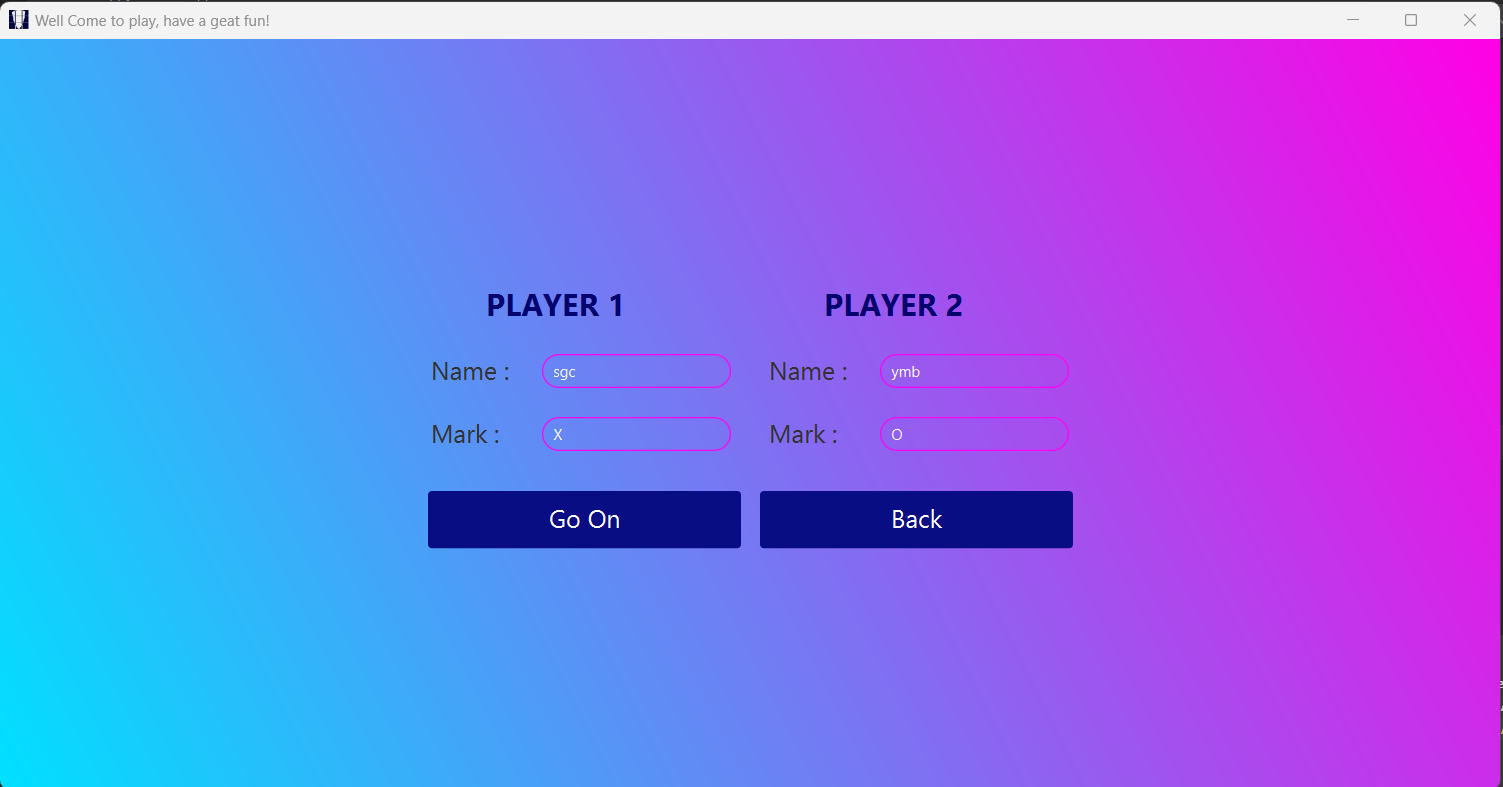 Well Come to play, have a geat fun!
PLAYER 1 PLAYER 2
Name : sgc Name : ymb
Mark : X Mark : O
Go On Back